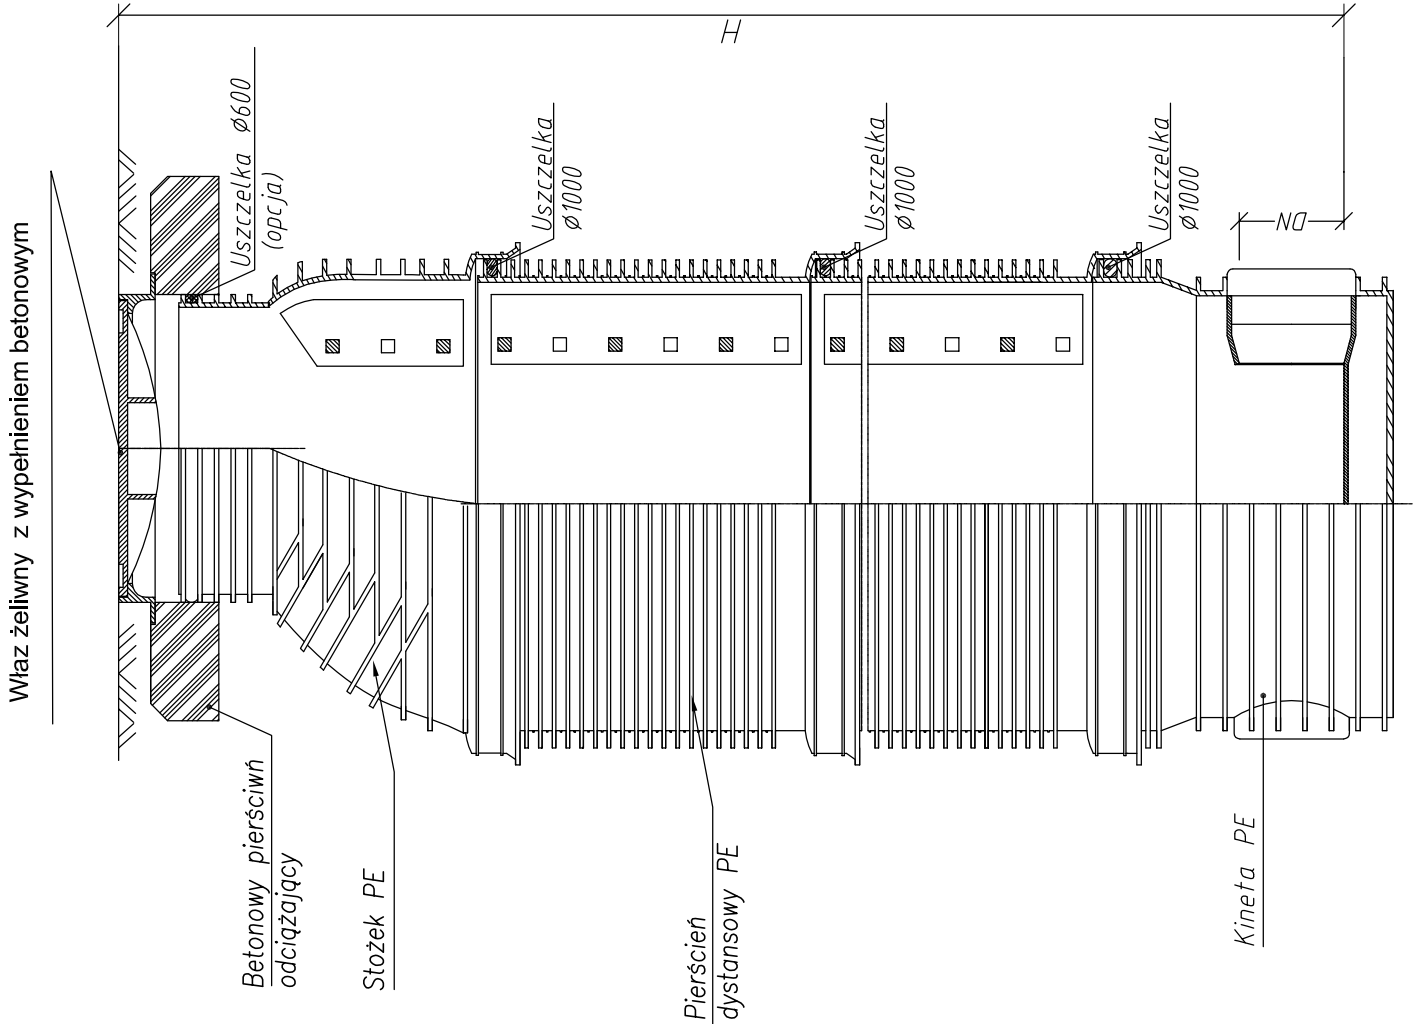 Właz żeliwny z wypełnieniem betonowym
H
Uszczelka Ø600
(opcja)
Uszczelka
Ø1000
Uszczelka
Ø1000
Uszczelka
Ø1000
DN
Betonowy pierściwń
odciążający
Stożek PE
Pierścień
dystansowy PE
Kineta PE